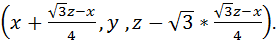 (x + (√3z−x)/4, y ,z − √3 * (√3z−x)/4).